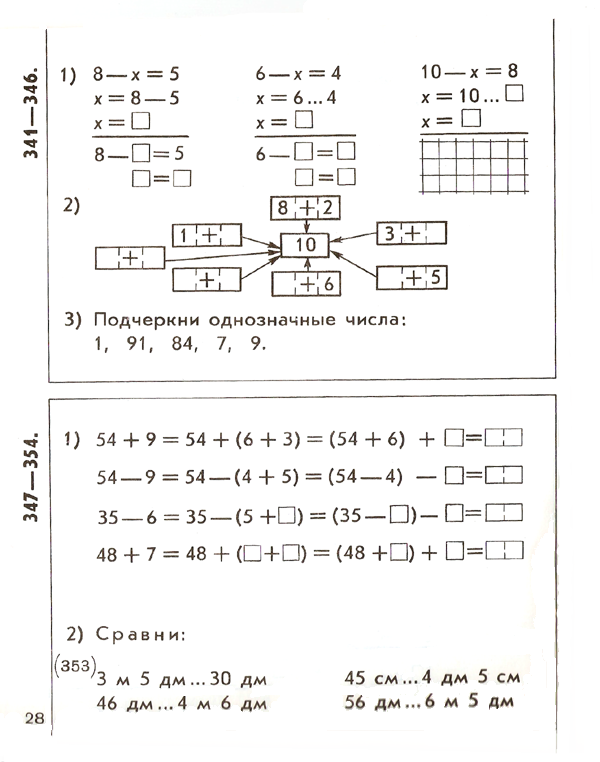 341—346.
1) 8 — x = 5 6 — x = 4 10 — x = 8
x = 8 — 5 x = 6 ... 4 x = 10 ... □
x = □ x = □ x = □
8 — □ = 5 6 — □ = □
□ = □ □ = □
2) 8 + 2
1 + 10 3 +
+
+ + 6 + 5
3) Подчеркни однозначные числа:
1, 91, 84, 7, 9.
347—354.
1) 54 + 9 = 54 + (6 + 3) = (54 + 6) + □ = □□
54 — 9 = 54 — (4 + 5) = (54 — 4) — □ = □□
35 — 6 = 35 — (5 + □) = (35 — □) — □ = □□
48 + 7 = 48 + (□ + □) = (48 + □) + □ = □□
2) Сравни:
(353)
3 м 5 дм ... 30 дм 45 см ... 4 дм 5 см
46 дм ... 4 м 6 дм 56 дм ... 6 м 5 дм
28